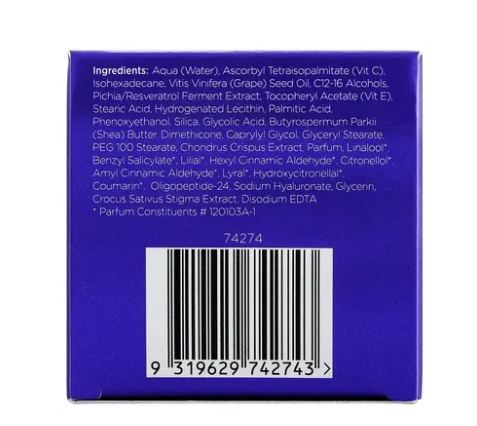 Ingredients: Aqua (Water), Ascorbyl Tetraisopalmitate (Vit C),
Isohexadecane, Vitis Vinifera (Grape) Seed Oil, C12-16 Alcohols,
Pichia/Resveratrol Ferment Extract, Tocopheryl Acetate (Vit E),
Stearic Acid, Hydrogenated Lecithin, Palmitic Acid,
Phenoxyethanol, Silica, Glycolic Acid, Butyrospermum Parkii
(Shea) Butter, Dimethicone, Caprylyl Glycol, Glyceryl Stearate,
PEG 100 Stearate, Chondrus Crispus Extract, Parfum, Linalool*,
Benzyl Salicylate*, Lilial*, Hexyl Cinnamic Aldehyde*, Citronellol*,
Amyl Cinnamic Aldehyde*, Lyral*, Hydroxycitronellal*,
Coumarin*, Oligopeptide-24, Sodium Hyaluronate, Glycerin,
Crocus Sativus Stigma Extract, Disodium EDTA
* Parfum Constituents # 120103A-1
74274
9 319629 742743 >